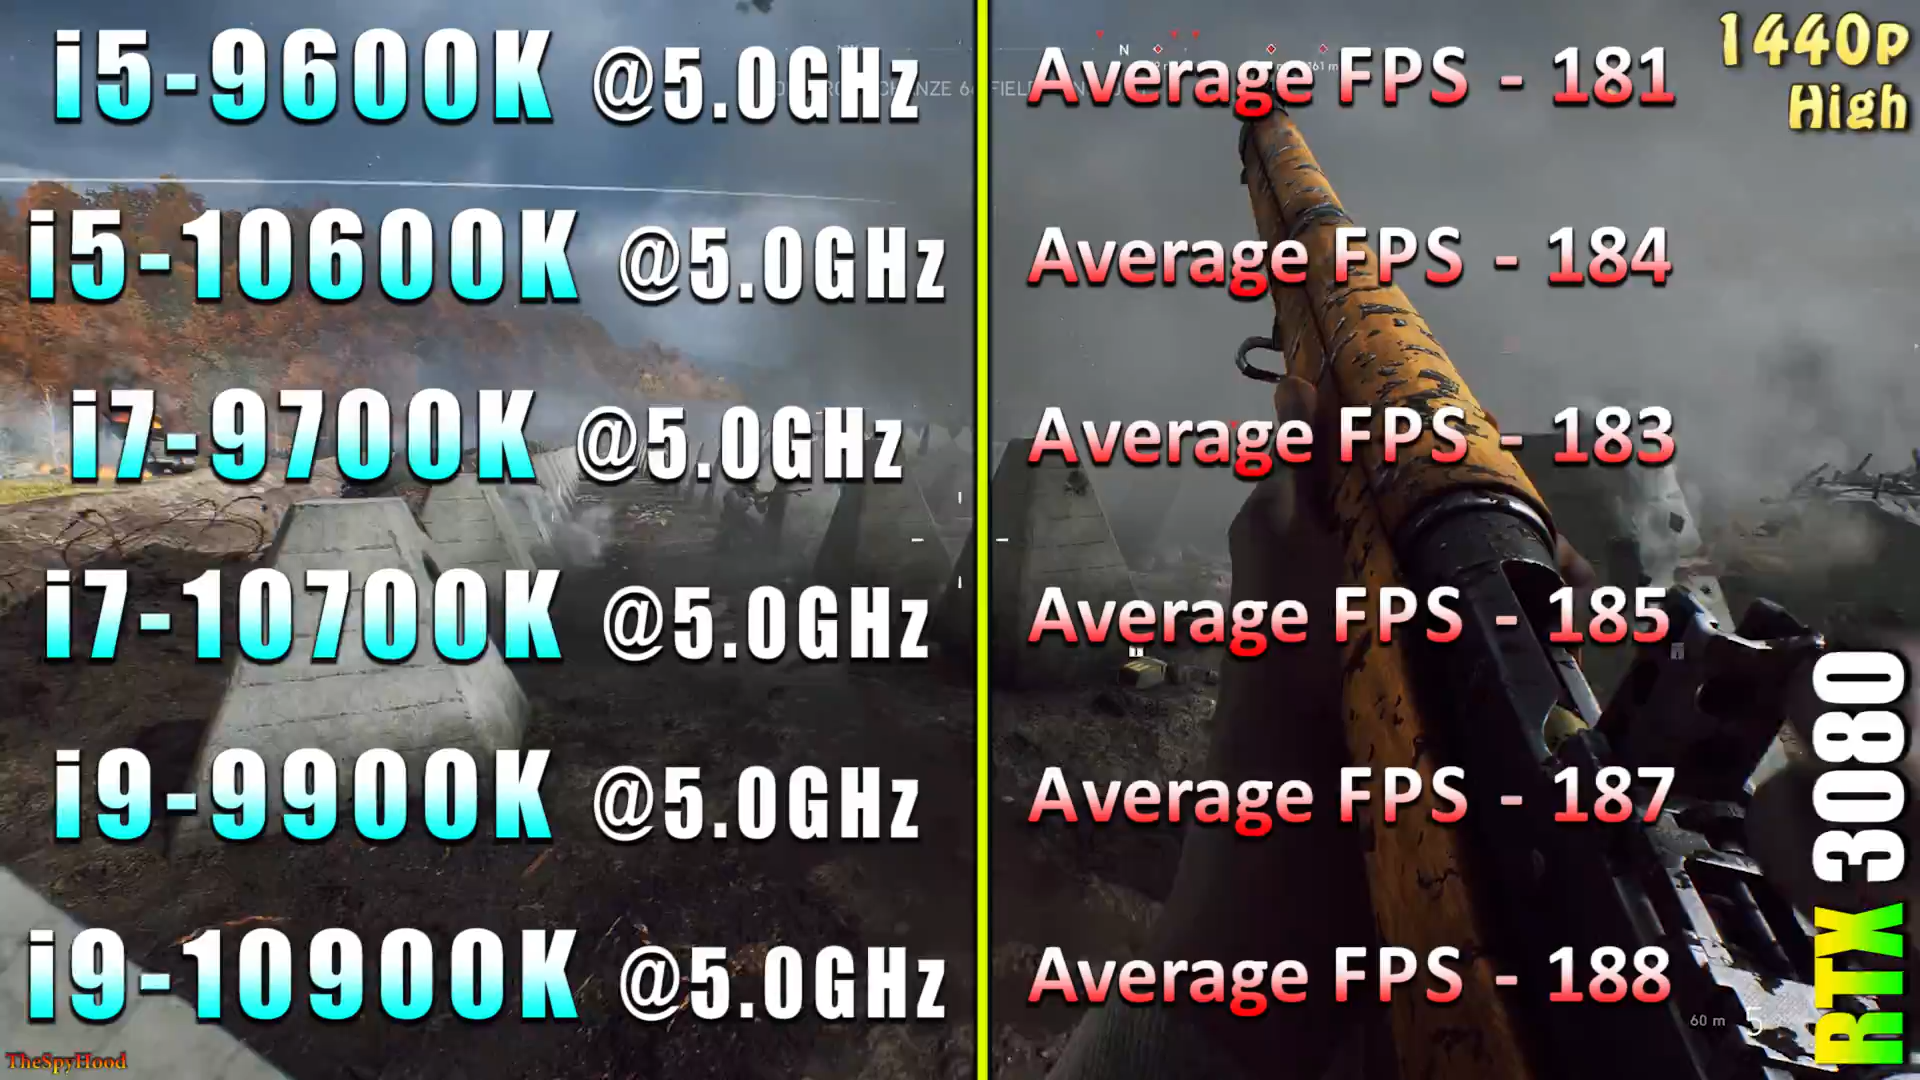 i5-9600K @5.0GHz Average FPS - 181
1440p
High
N
i5-10600K @5.0GHz Average FPS - 184
i7-9700K @5.0GHz Average FPS - 183
i7-10700K @5.0GHz Average FPS - 185
i9-9900K @5.0GHz Average FPS - 187
i9-10900K @5.0GHz Average FPS - 188
RTX 3080
60 m
5
TheSpyHood